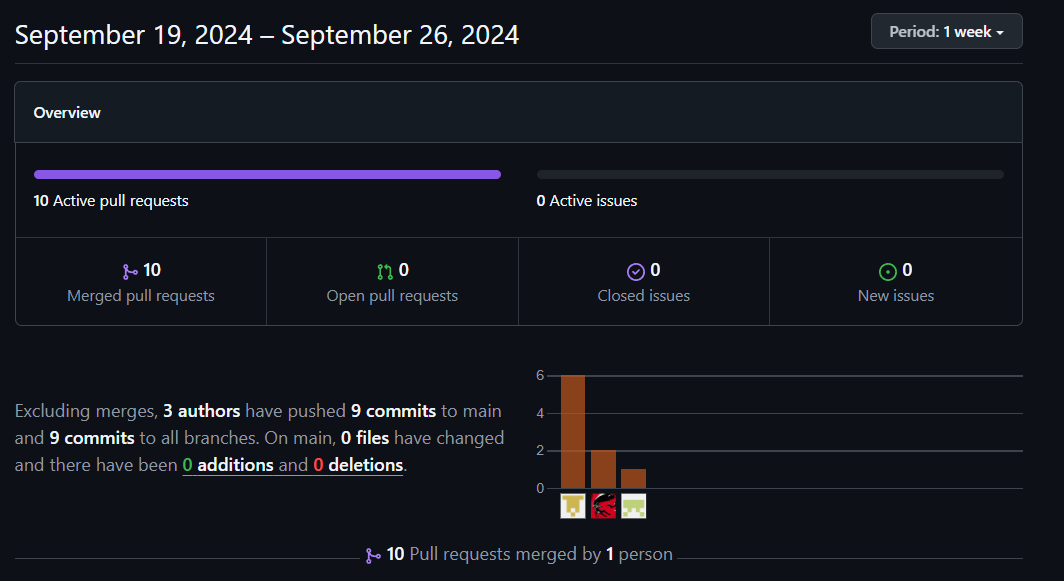 September 19, 2024 – September 26, 2024
Period: 1 week
Overview
10 Active pull requests
0 Active issues
10
Merged pull requests
0
Open pull requests
0
Closed issues
0
New issues
Excluding merges, 3 authors have pushed 9 commits to main
and 9 commits to all branches. On main, 0 files have changed
and there have been 0 additions and 0 deletions.
6
4
2
0
10 Pull requests merged by 1 person